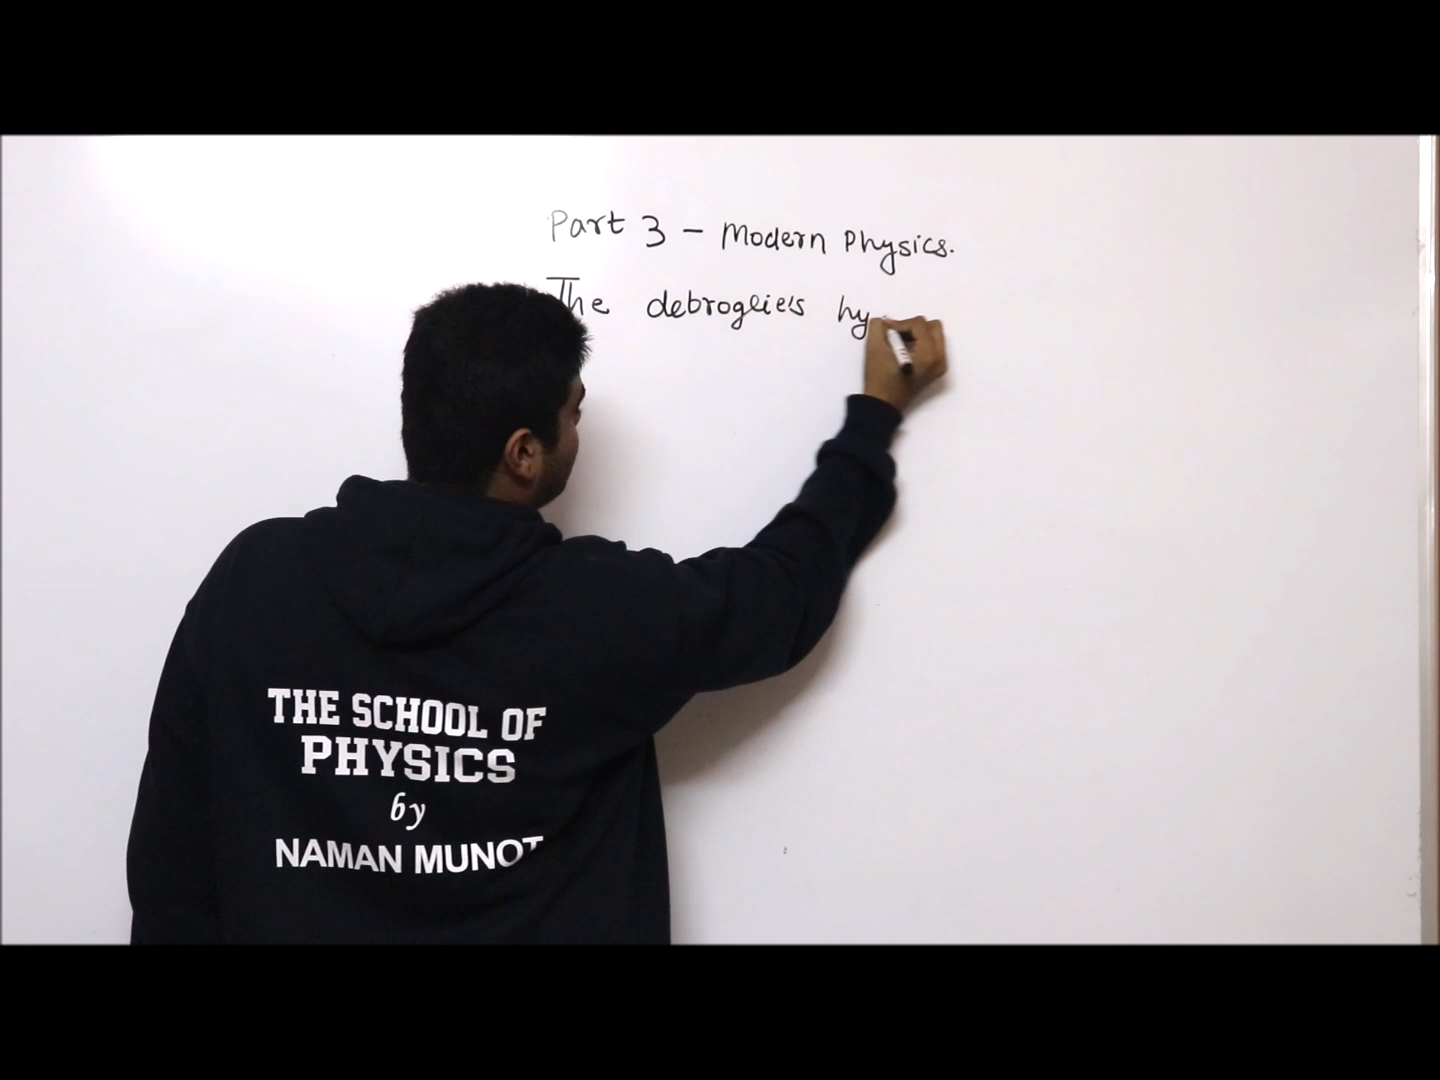 Part 3 - Modern Physics.
The debroglie's hy
THE SCHOOL OF
PHYSICS
by
NAMAN MUNOT